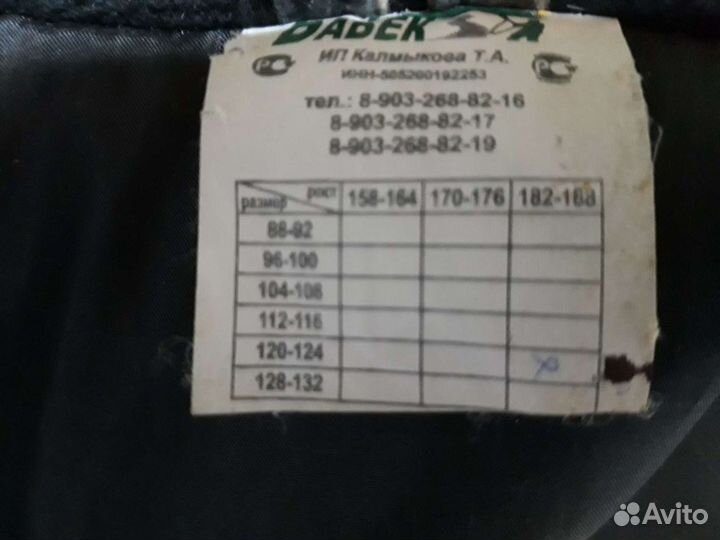 ВАВЕК
ИП Калмыкова Т.А.
ИНН-505200192253
тел.: 8-903-268-82-16
8-903-268-82-17
8-903-268-82-19
размер рост 158-164 170-176 182-188
88-92
96-100
104-108
112-116
120-124
128-132
Avito